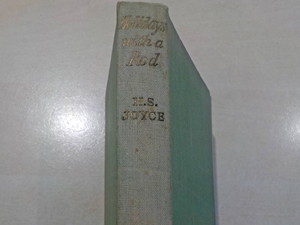 Holidays
with a
Rod
H.S.
JOYCE